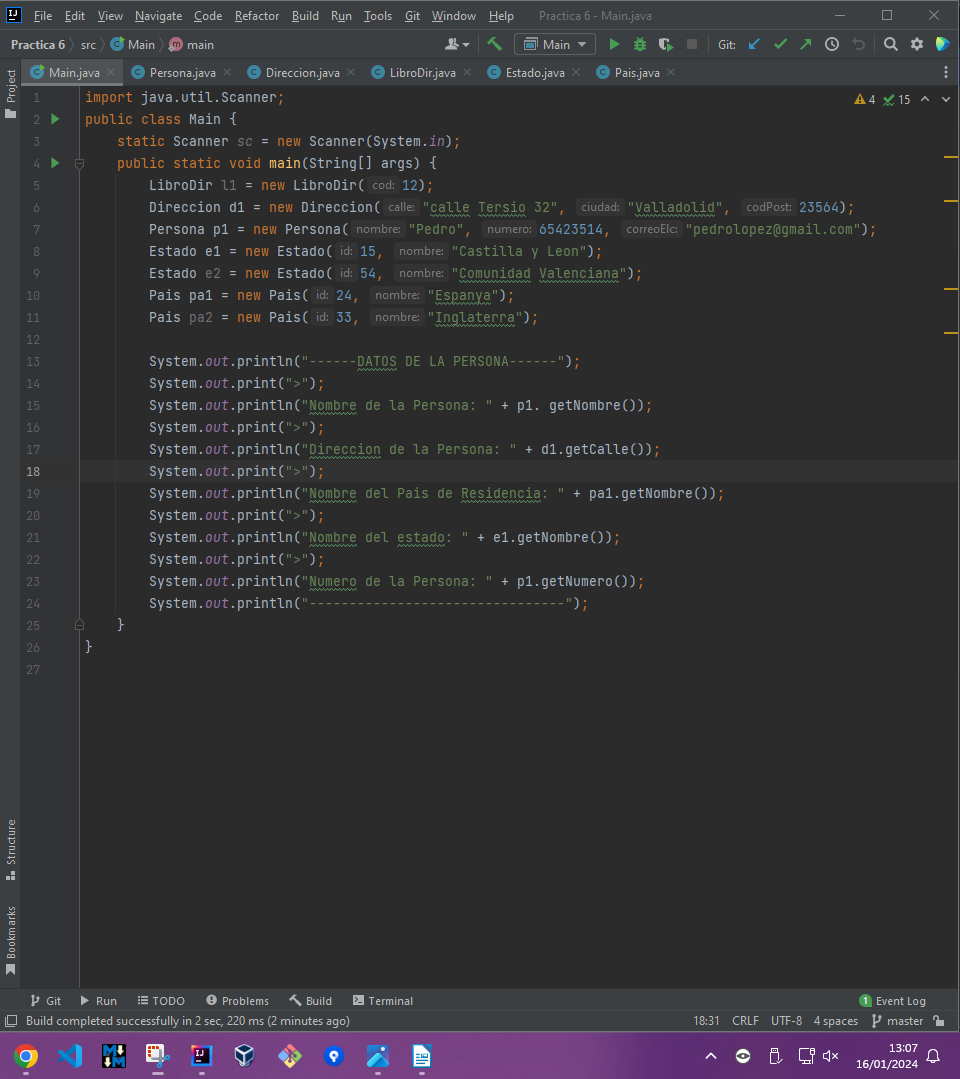 File Edit View Navigate Code Refactor Build Run Tools Git Window Help Practica 6 - Main.java
Practica 6 src Main main Main Git:
Main.java Persona.java Direccion.java LibroDir.java Estado.java Pais.java
Project
4 15
1 import java.util.Scanner;
2 public class Main {
3 static Scanner sc = new Scanner(System.in);
4 public static void main(String[] args) {
5 LibroDir l1 = new LibroDir( cod: 12);
6 Direccion d1 = new Direccion( calle: "calle Tersio 32", ciudad: "Valladolid", codPost: 23564);
7 Persona p1 = new Persona( nombre: "Pedro", numero: 65423514, correoElc: "pedrolopez@gmail.com");
8 Estado e1 = new Estado( id: 15, nombre: "Castilla y Leon");
9 Estado e2 = new Estado( id: 54, nombre: "Comunidad Valenciana");
10 Pais pa1 = new Pais( id: 24, nombre: "Espanya");
11 Pais pa2 = new Pais( id: 33, nombre: "Inglaterra");
12
13 System.out.println("------DATOS DE LA PERSONA------");
14 System.out.print(">");
15 System.out.println("Nombre de la Persona: " + p1. getNombre());
16 System.out.print(">");
17 System.out.println("Direccion de la Persona: " + d1.getCalle());
18 System.out.print(">");
19 System.out.println("Nombre del Pais de Residencia: " + pa1.getNombre());
20 System.out.print(">");
21 System.out.println("Nombre del estado: " + e1.getNombre());
22 System.out.print(">");
23 System.out.println("Numero de la Persona: " + p1.getNumero());
24 System.out.println("--------------------------------");
25 }
26 }
27
Structure
Bookmarks
Git Run TODO Problems Build Terminal 1 Event Log
Build completed successfully in 2 sec, 220 ms (2 minutes ago) 18:31 CRLF UTF-8 4 spaces master
13:07
16/01/2024